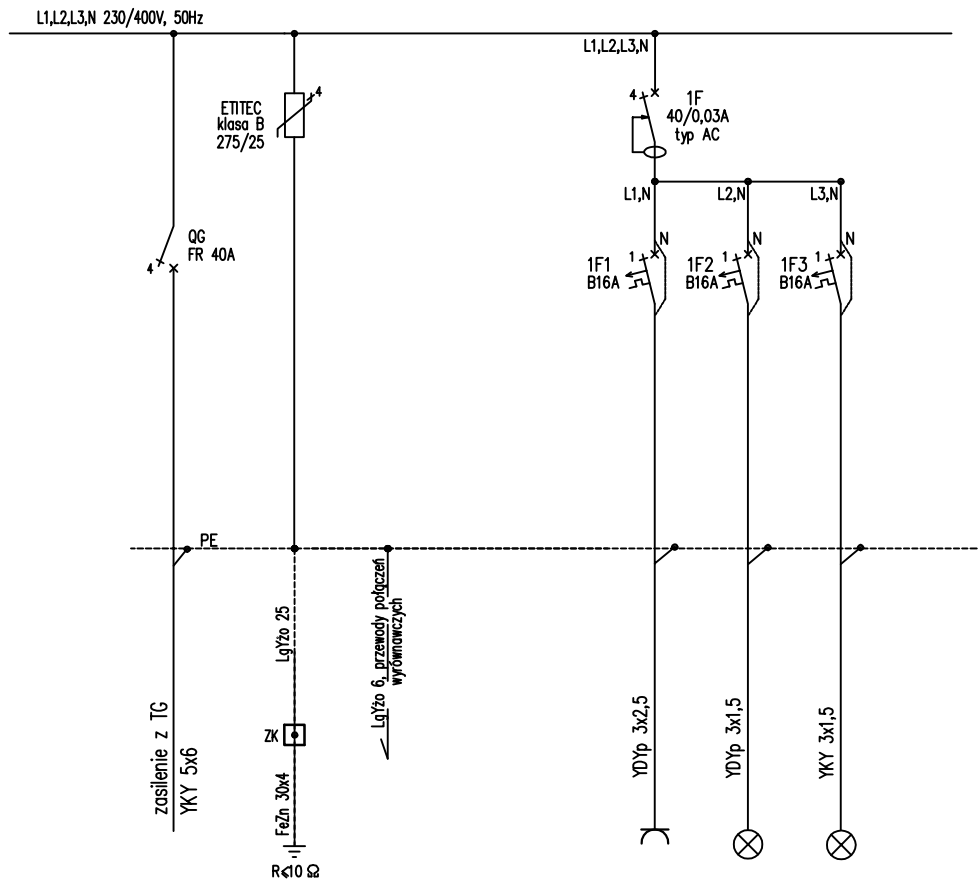 L1,L2,L3,N 230/400V, 50Hz
L1,L2,L3,N
ETITEC
klasa B
275/25
4
4
1F
40/0,03A
typ AC
L1,N
L2,N
L3,N
QG
FR 40A
4
N
N
N
1
1
1
1F1
B16A
1F2
B16A
1F3
B16A
PE
LgYżo 25
LgYżo 6, przewody połączeń
wyrównawczych
zasilenie z TG
YKY 5x6
ZK
FeZn 30x4
R≤10 Ω
YDYp 3x2,5
YDYp 3x1,5
YKY 3x1,5